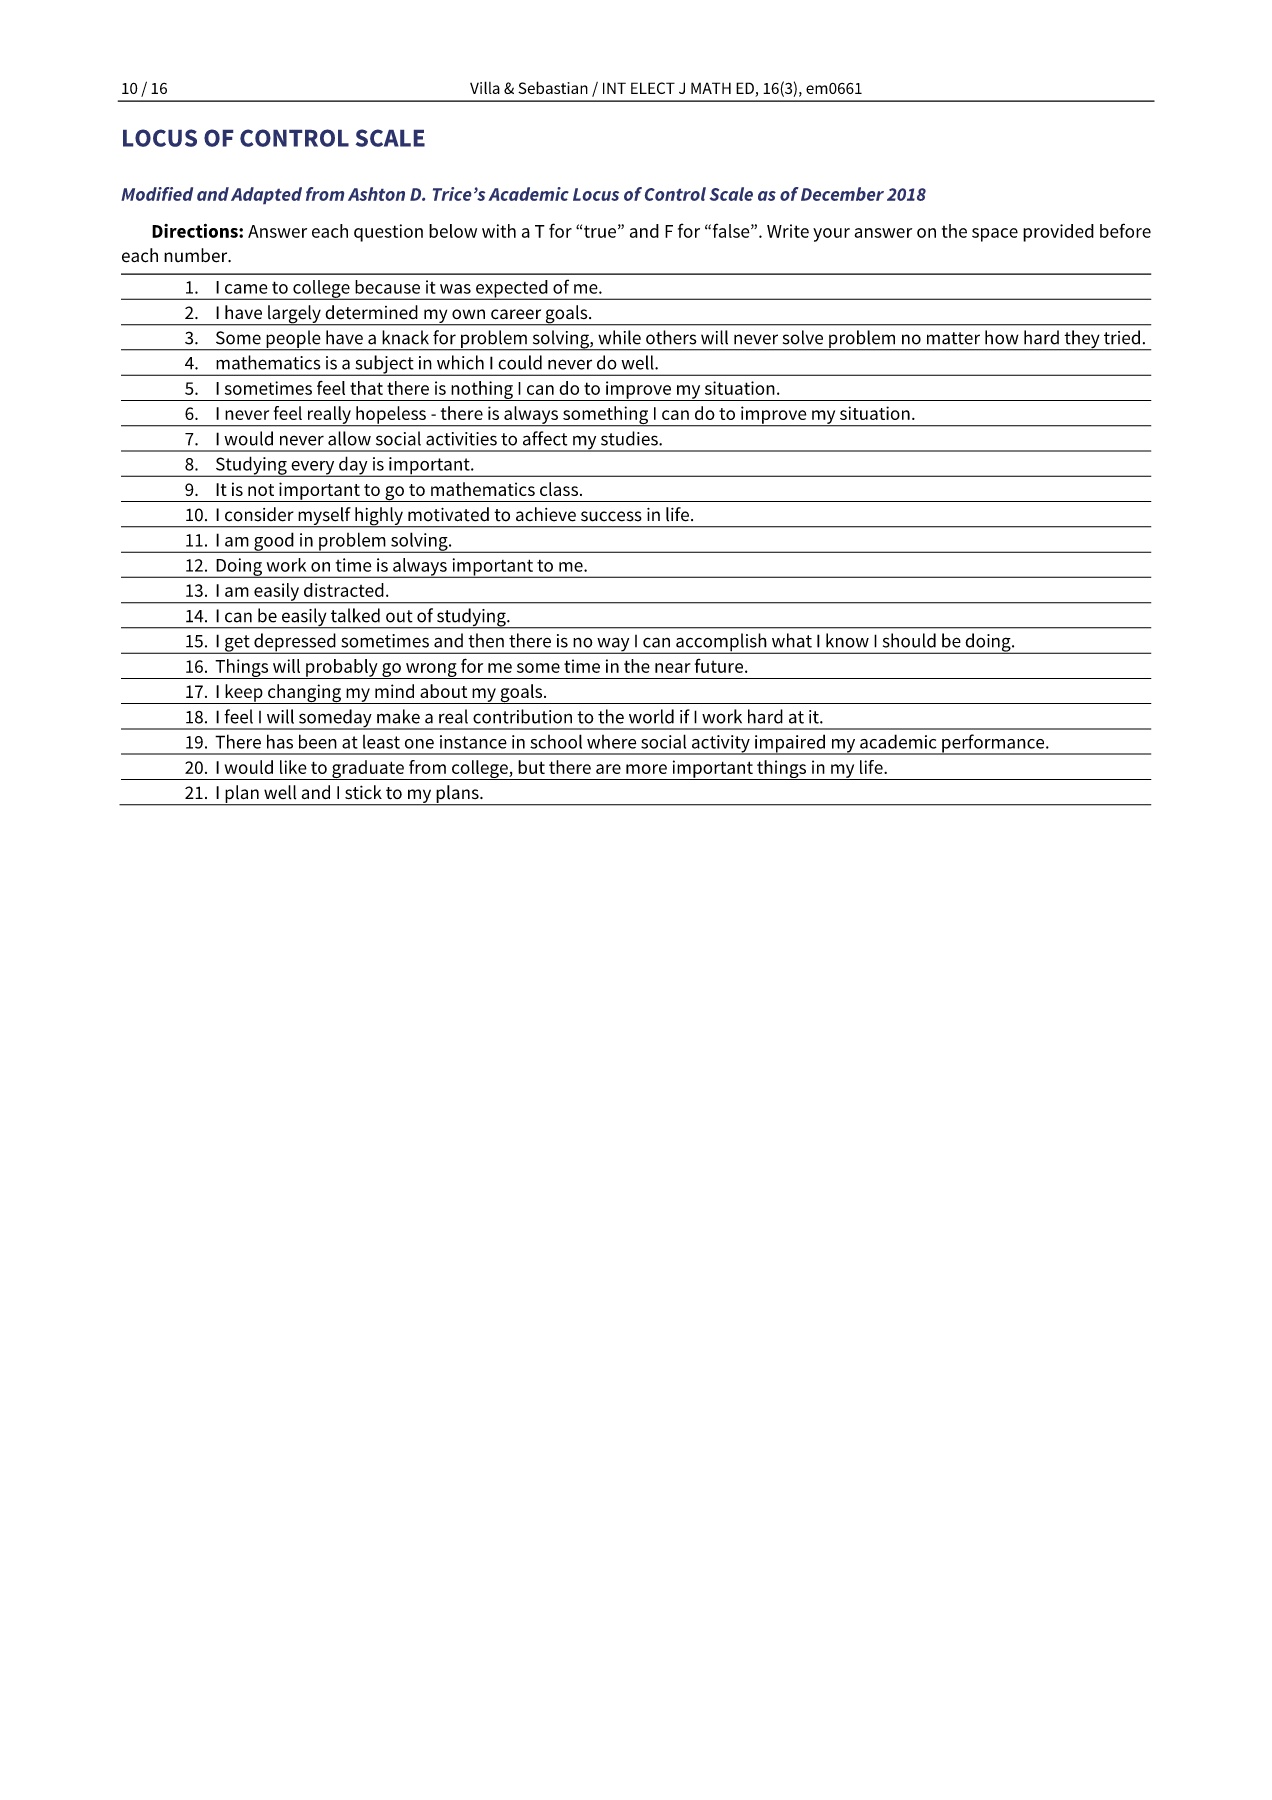 10 / 16 Villa & Sebastian / INT ELECT J MATH ED, 16(3), em0661
LOCUS OF CONTROL SCALE
Modified and Adapted from Ashton D. Trice’s Academic Locus of Control Scale as of December 2018
Directions: Answer each question below with a T for “true” and F for “false”. Write your answer on the space provided before
each number.
1. I came to college because it was expected of me.
2. I have largely determined my own career goals.
3. Some people have a knack for problem solving, while others will never solve problem no matter how hard they tried.
4. mathematics is a subject in which I could never do well.
5. I sometimes feel that there is nothing I can do to improve my situation.
6. I never feel really hopeless - there is always something I can do to improve my situation.
7. I would never allow social activities to affect my studies.
8. Studying every day is important.
9. It is not important to go to mathematics class.
10. I consider myself highly motivated to achieve success in life.
11. I am good in problem solving.
12. Doing work on time is always important to me.
13. I am easily distracted.
14. I can be easily talked out of studying.
15. I get depressed sometimes and then there is no way I can accomplish what I know I should be doing.
16. Things will probably go wrong for me some time in the near future.
17. I keep changing my mind about my goals.
18. I feel I will someday make a real contribution to the world if I work hard at it.
19. There has been at least one instance in school where social activity impaired my academic performance.
20. I would like to graduate from college, but there are more important things in my life.
21. I plan well and I stick to my plans.